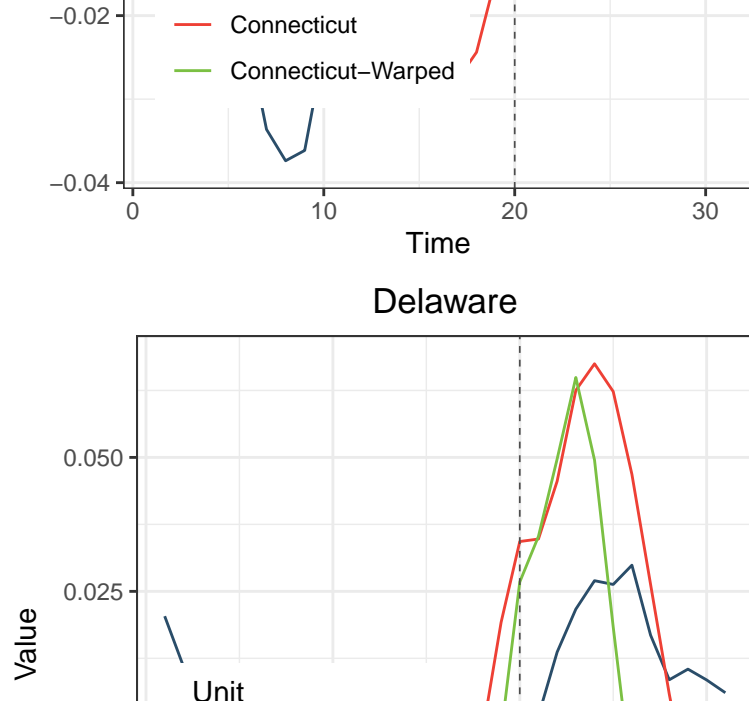 −0.02
Connecticut
Connecticut−Warped
−0.04
0 10 20 30
Time
Delaware
0.050
0.025
Value
Unit